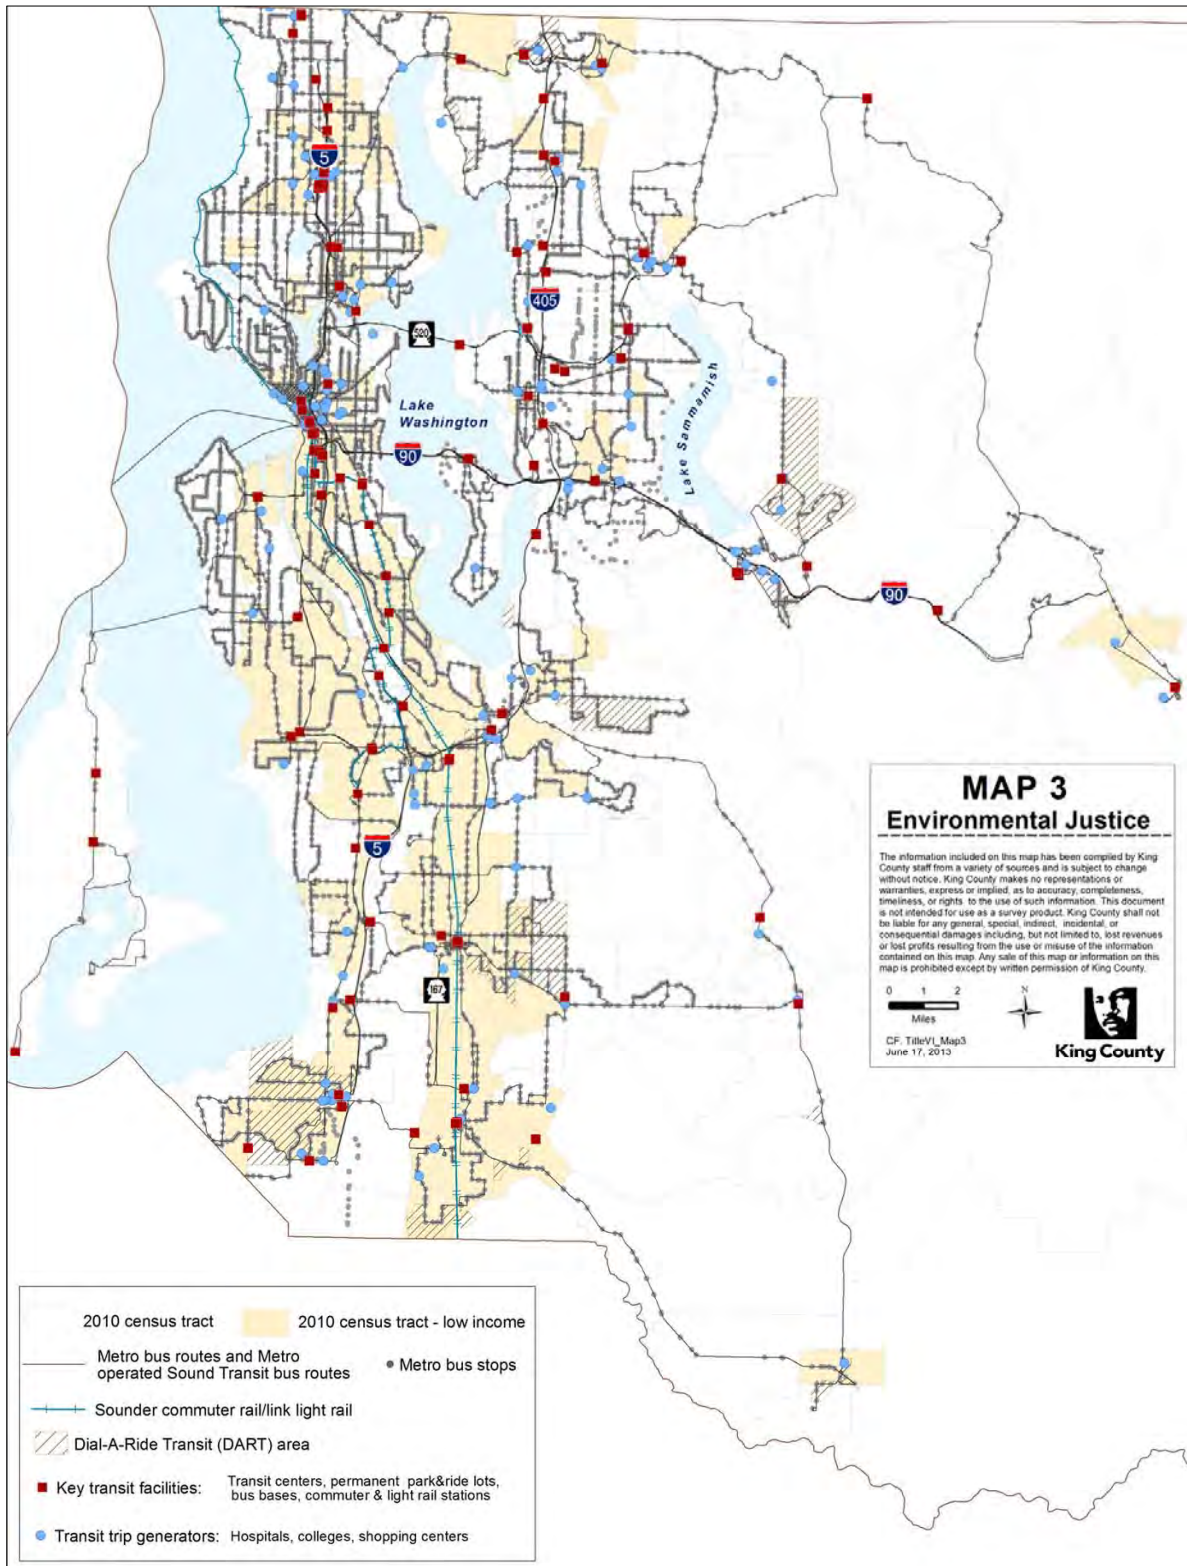 5
405
520
Lake
Washington
Lake Sammamish
90
90
5
167
MAP 3
Environmental Justice
The information included on this map has been compiled by King
County staff from a variety of sources and is subject to change
without notice. King County makes no representations or
warranties, express or implied, as to accuracy, completeness,
timeliness, or rights to the use of such information. This document
is not intended for use as a survey product. King County shall not
be liable for any general, special, indirect, incidental, or
consequential damages including, but not limited to, lost revenues
or lost profits resulting from the use or misuse of the information
contained on this map. Any sale of this map or information on this
map is prohibited except by written permission of King County.
0 1 2
Miles
N
CF. TitleVI_Map3
June 17, 2013
King County
2010 census tract
2010 census tract - low income
Metro bus routes and Metro
operated Sound Transit bus routes
Metro bus stops
Sounder commuter rail/link light rail
Dial-A-Ride Transit (DART) area
Key transit facilities: Transit centers, permanent park&ride lots,
bus bases, commuter & light rail stations
Transit trip generators: Hospitals, colleges, shopping centers